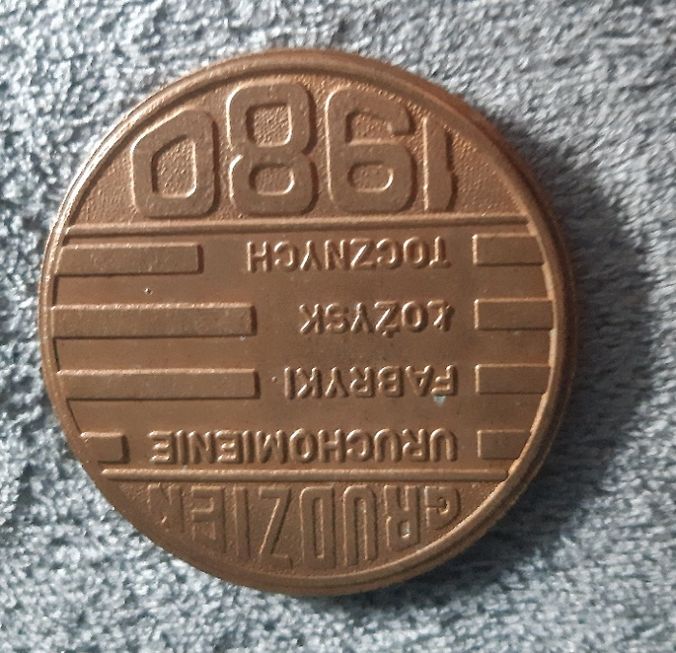 GRUDZIEŃ
URUCHOMIENIE
FABRYKI
ŁOŻYSK
TOCZNYCH
1980